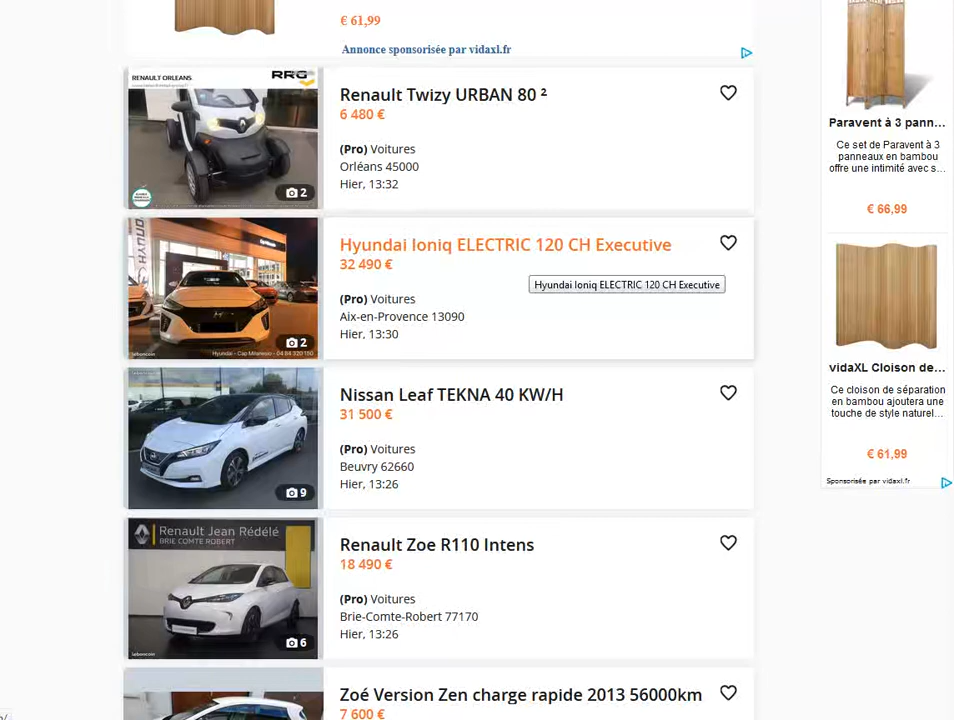 € 61,99
Annonce sponsorisée par vidaxl.fr
RENAULT ORLEANS
RRG
Renault Twizy URBAN 80 ²
6 480 €
(Pro) Voitures
Orléans 45000
Hier, 13:32
2
Hyundai Ioniq ELECTRIC 120 CH Executive
32 490 €
Hyundai Ioniq ELECTRIC 120 CH Executive
(Pro) Voitures
Aix-en-Provence 13090
Hier, 13:30
2
leboncoin
Nissan Leaf TEKNA 40 KW/H
31 500 €
(Pro) Voitures
Beuvry 62660
Hier, 13:26
9
Renault Jean Rédélé
BRIE COMTE ROBERT
Renault Zoe R110 Intens
18 490 €
(Pro) Voitures
Brie-Comte-Robert 77170
Hier, 13:26
6
leboncoin
Zoé Version Zen charge rapide 2013 56000km
7 600 €
Paravent à 3 pann...
Ce set de Paravent à 3
panneaux en bambou
offre une intimité avec s...
€ 66,99
vidaXL Cloison de...
Ce cloison de séparation
en bambou ajoutera une
touche de style naturel...
€ 61,99
Sponsorisée par vidaxl.fr